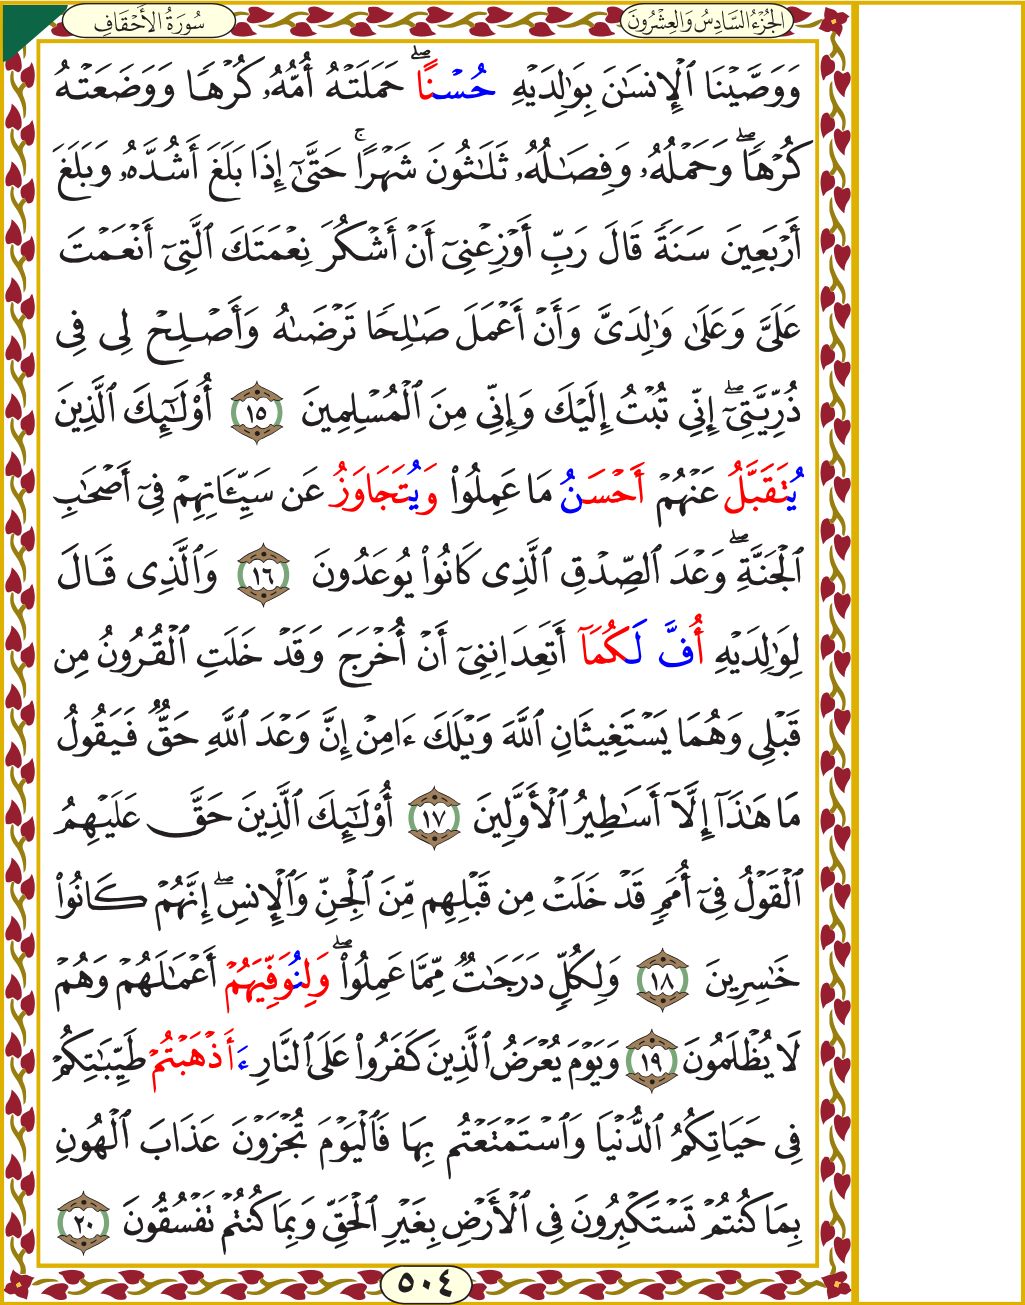 سُورَةُ الأَحْقَافِ
الجُزْءُ السَّادِسُ وَالعِشْرُونَ
وَوَصَّيْنَا ٱلْإِنسَٰنَ بِوَٰلِدَيْهِ حُسْنًاۖ حَمَلَتْهُ أُمُّهُۥ كُرْهًا وَوَضَعَتْهُ
كُرْهًاۖ وَحَمْلُهُۥ وَفِصَٰلُهُۥ ثَلَٰثُونَ شَهْرًاۚ حَتَّىٰٓ إِذَا بَلَغَ أَشُدَّهُۥ وَبَلَغَ
أَرْبَعِينَ سَنَةً قَالَ رَبِّ أَوْزِعْنِىٓ أَنْ أَشْكُرَ نِعْمَتَكَ ٱلَّتِىٓ أَنْعَمْتَ
عَلَىَّ وَعَلَىٰ وَٰلِدَىَّ وَأَنْ أَعْمَلَ صَٰلِحًا تَرْضَىٰهُ وَأَصْلِحْ لِى فِى
ذُرِّيَّتِىٓۖ إِنِّى تُبْتُ إِلَيْكَ وَإِنِّى مِنَ ٱلْمُسْلِمِينَ ١٥ أُو۟لَٰٓئِكَ ٱلَّذِينَ
يُتَقَبَّلُ عَنْهُمْ أَحْسَنُ مَا عَمِلُوا۟ وَيُتَجَاوَزُ عَن سَيِّـَٔاتِهِمْ فِىٓ أَصْحَٰبِ
ٱلْجَنَّةِۖ وَعْدَ ٱلصِّدْقِ ٱلَّذِى كَانُوا۟ يُوعَدُونَ ١٦ وَٱلَّذِى قَالَ
لِوَٰلِدَيْهِ أُفَّ لَكُمَآ أَتَعِدَانِنِىٓ أَنْ أُخْرَجَ وَقَدْ خَلَتِ ٱلْقُرُونُ مِن
قَبْلِى وَهُمَا يَسْتَغِيثَانِ ٱللَّهَ وَيْلَكَ ءَامِنْ إِنَّ وَعْدَ ٱللَّهِ حَقٌّ فَيَقُولُ
مَا هَٰذَآ إِلَّآ أَسَٰطِيرُ ٱلْأَوَّلِينَ ١٧ أُو۟لَٰٓئِكَ ٱلَّذِينَ حَقَّ عَلَيْهِمُ
ٱلْقَوْلُ فِىٓ أُمَمٍ قَدْ خَلَتْ مِن قَبْلِهِم مِّنَ ٱلْجِنِّ وَٱلْإِنسِۖ إِنَّهُمْ كَانُوا۟
خَٰسِرِينَ ١٨ وَلِكُلٍّ دَرَجَٰتٌ مِّمَّا عَمِلُوا۟ۖ وَلِنُوَفِّيَهُمْ أَعْمَٰلَهُمْ وَهُمْ
لَا يُظْلَمُونَ ١٩ وَيَوْمَ يُعْرَضُ ٱلَّذِينَ كَفَرُوا۟ عَلَى ٱلنَّارِ ءَأَذْهَبْتُمْ طَيِّبَٰتِكُمْ
فِى حَيَاتِكُمُ ٱلدُّنْيَا وَٱسْتَمْتَعْتُم بِهَا فَٱلْيَوْمَ تُجْزَوْنَ عَذَابَ ٱلْهُونِ
بِمَا كُنتُمْ تَسْتَكْبِرُونَ فِى ٱلْأَرْضِ بِغَيْرِ ٱلْحَقِّ وَبِمَا كُنتُمْ تَفْسُقُونَ ٢٠
٥٠٤